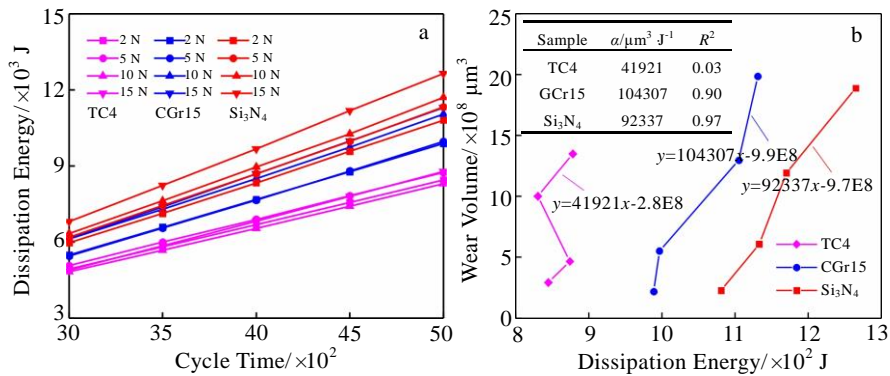 15
12
9
6
3
Dissipation Energy/×10³ J
a
2 N 2 N 2 N
5 N 5 N 5 N
10 N 10 N 10 N
15 N 15 N 15 N
TC4 CGr15 Si₃N₄
30 35 40 45 50
Cycle Time/×10²
25
20
15
10
5
0
Wear Volume/×10⁸ μm³
b
Sample α/μm³ J⁻¹ R²
TC4 41921 0.03
GCr15 104307 0.90
Si₃N₄ 92337 0.97
y=104307x-9.9E8
y=92337x-9.7E8
y=41921x-2.8E8
TC4
CGr15
Si₃N₄
8 9 10 11 12 13
Dissipation Energy/×10² J